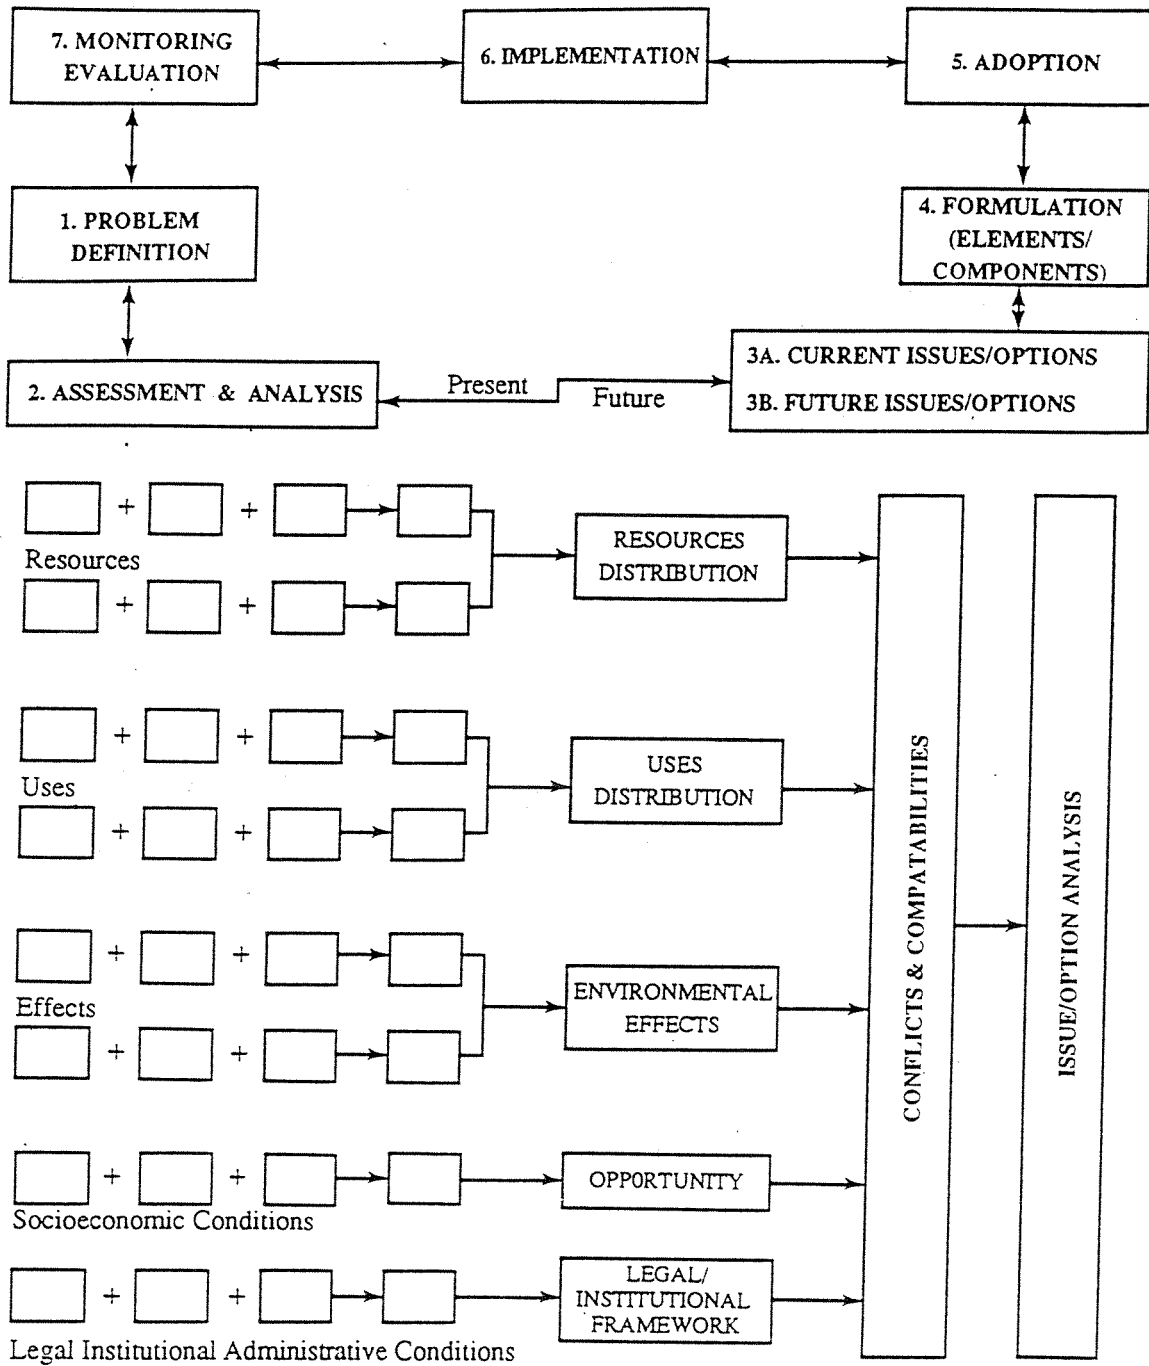 7. MONITORING
EVALUATION
6. IMPLEMENTATION
5. ADOPTION
1. PROBLEM
DEFINITION
4. FORMULATION
(ELEMENTS/
COMPONENTS)
2. ASSESSMENT & ANALYSIS
Present
Future
3A. CURRENT ISSUES/OPTIONS
3B. FUTURE ISSUES/OPTIONS
+ +
Resources
+ +
RESOURCES
DISTRIBUTION
+ +
Uses
+ +
USES
DISTRIBUTION
+ +
Effects
+ +
ENVIRONMENTAL
EFFECTS
+ +
Socioeconomic Conditions
OPPORTUNITY
+ +
Legal Institutional Administrative Conditions
LEGAL/
INSTITUTIONAL
FRAMEWORK
CONFLICTS & COMPATABILITIES
ISSUE/OPTION ANALYSIS